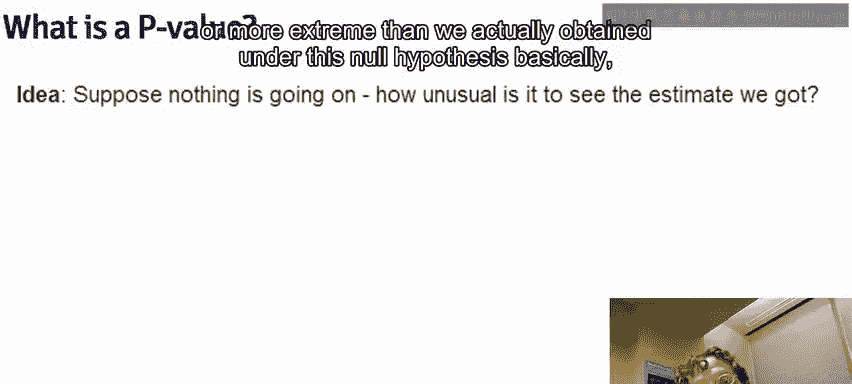 What is a P-value?
or more extreme than we actually obtained
under this null hypothesis basically,
Idea: Suppose nothing is going on - how unusual is it to see the estimate we got?